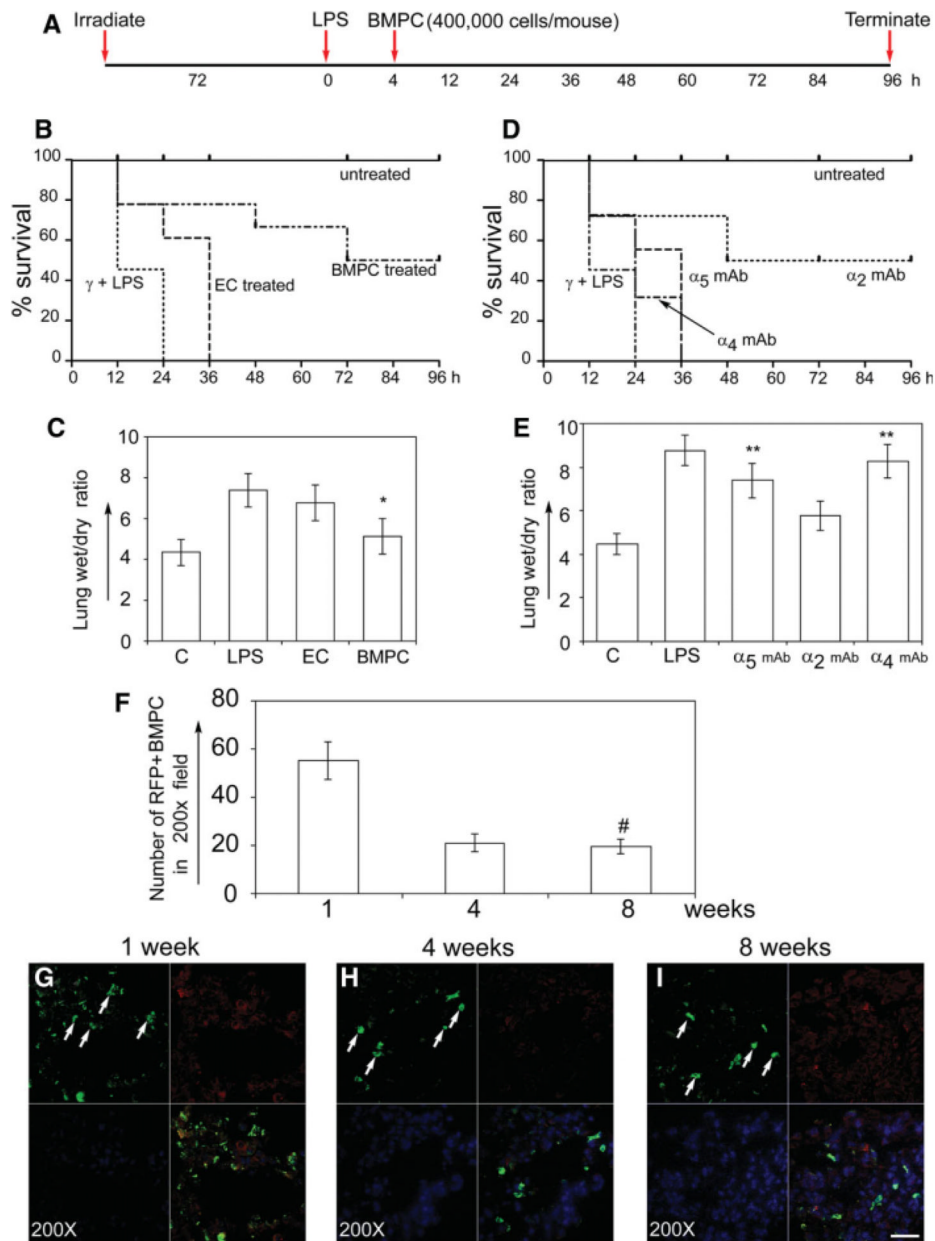 A
Irradiate LPS BMPC (400,000 cells/mouse) Terminate
72 0 4 12 24 36 48 60 72 84 96 h
B
100
80
60
40
20
0
% survival
untreated
γ + LPS
EC treated
BMPC treated
0 12 24 36 48 60 72 84 96 h
D
100
80
60
40
20
0
% survival
untreated
γ + LPS
α5 mAb
α2 mAb
α4 mAb
0 12 24 36 48 60 72 84 96 h
C
10
8
6
4
2
0
Lung wet/dry ratio
*
C LPS EC BMPC
E
10
8
6
4
2
0
Lung wet/dry ratio
** **
C LPS α5 mAb α2 mAb α4 mAb
F
80
60
40
20
0
Number of RFP+BMPC
in 200x field
#
1 4 8 weeks
1 week 4 weeks 8 weeks
G H I
200X 200X 200X